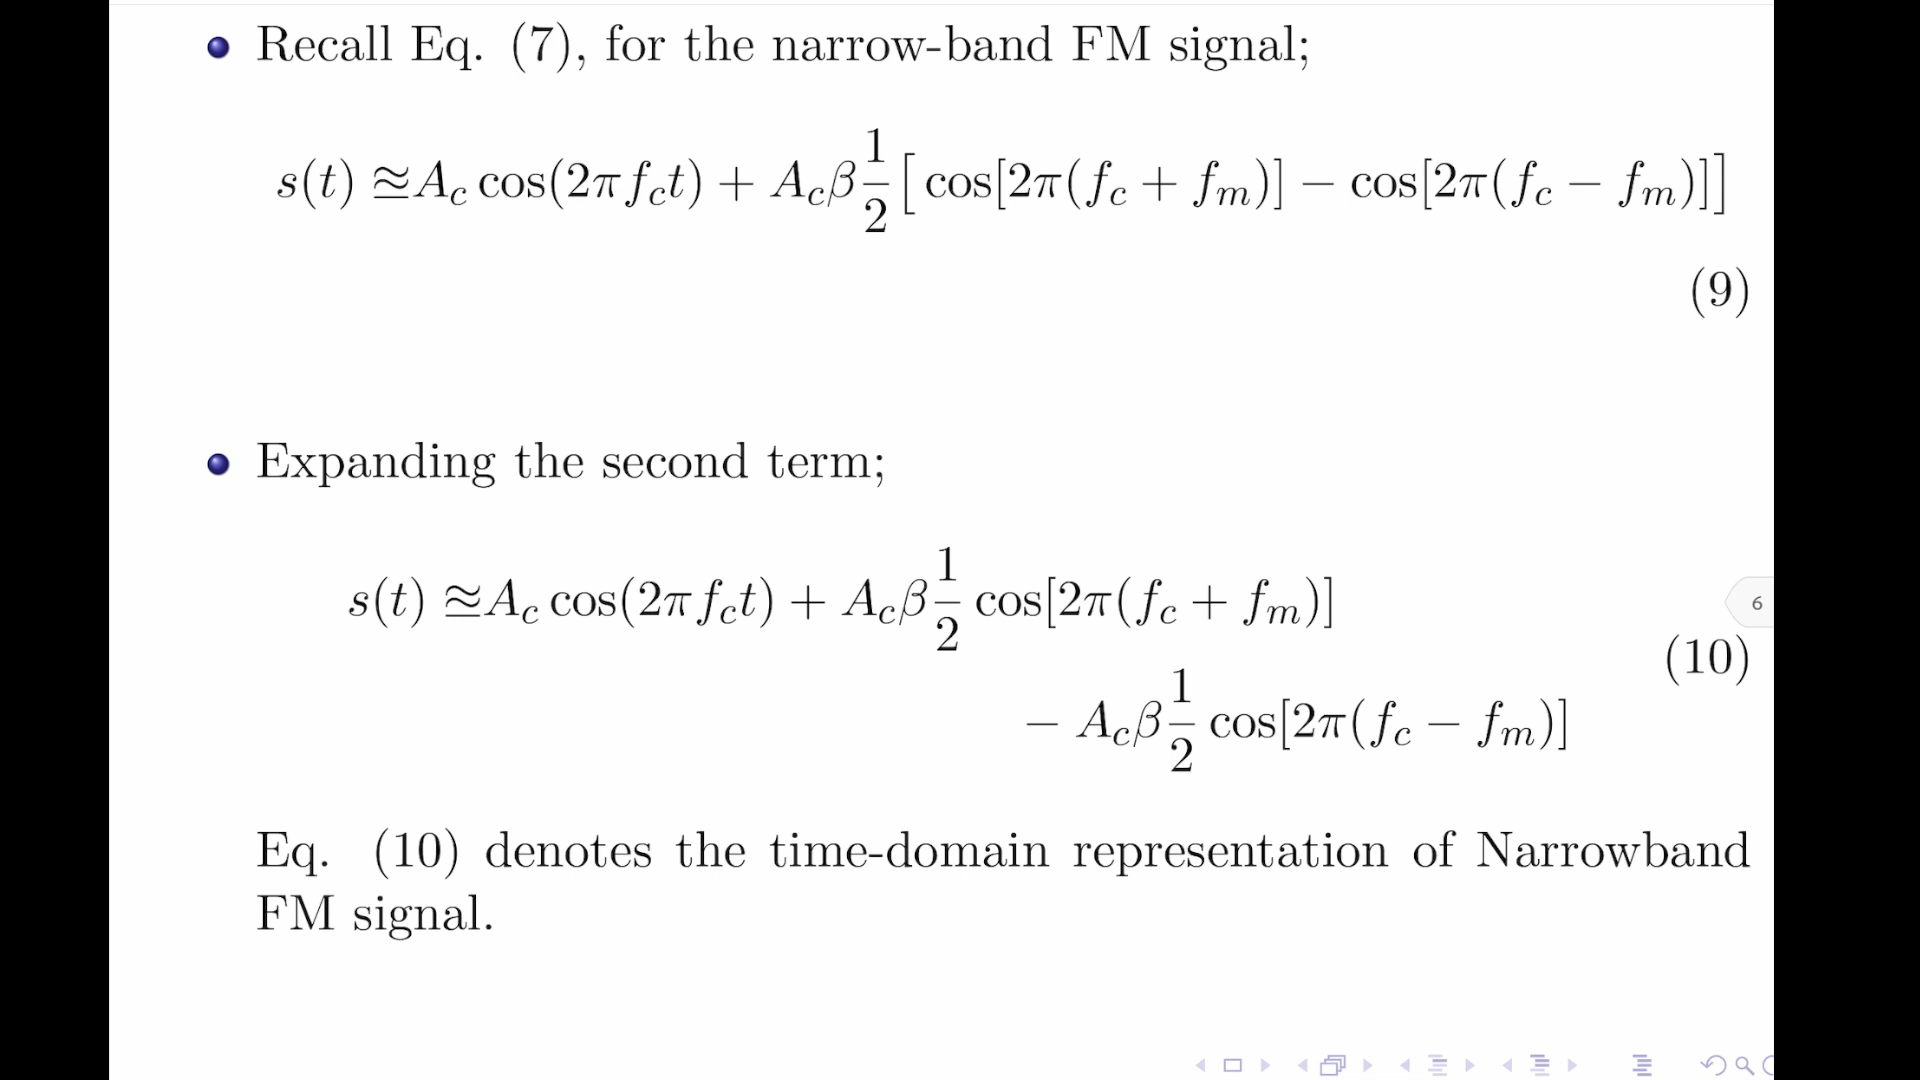 Recall Eq. (7), for the narrow-band FM signal;
s(t) ≊A_c cos(2πf_ct) + A_cβ\frac{1}{2}[ cos[2π(f_c + f_m)] − cos[2π(f_c − f_m)]]
(9)
Expanding the second term;
s(t) ≊A_c cos(2πf_ct) + A_cβ\frac{1}{2} cos[2π(f_c + f_m)]
6
(10)
− A_cβ\frac{1}{2} cos[2π(f_c − f_m)]
Eq. (10) denotes the time-domain representation of Narrowband
FM signal.